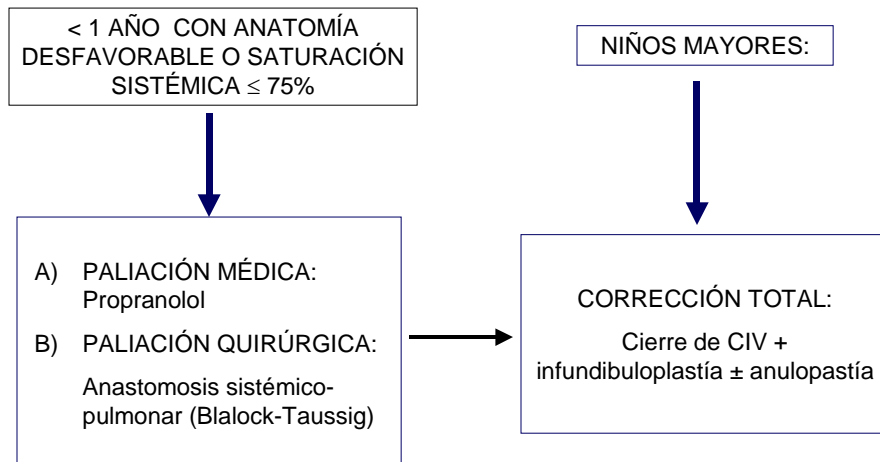 < 1 AÑO CON ANATOMÍA
DESFAVORABLE O SATURACIÓN
SISTÉMICA ≤ 75%
NIÑOS MAYORES:
A) PALIACIÓN MÉDICA:
Propranolol
B) PALIACIÓN QUIRÚRGICA:
Anastomosis sistémico-
pulmonar (Blalock-Taussig)
CORRECCIÓN TOTAL:
Cierre de CIV +
infundibuloplastía ± anulopastía